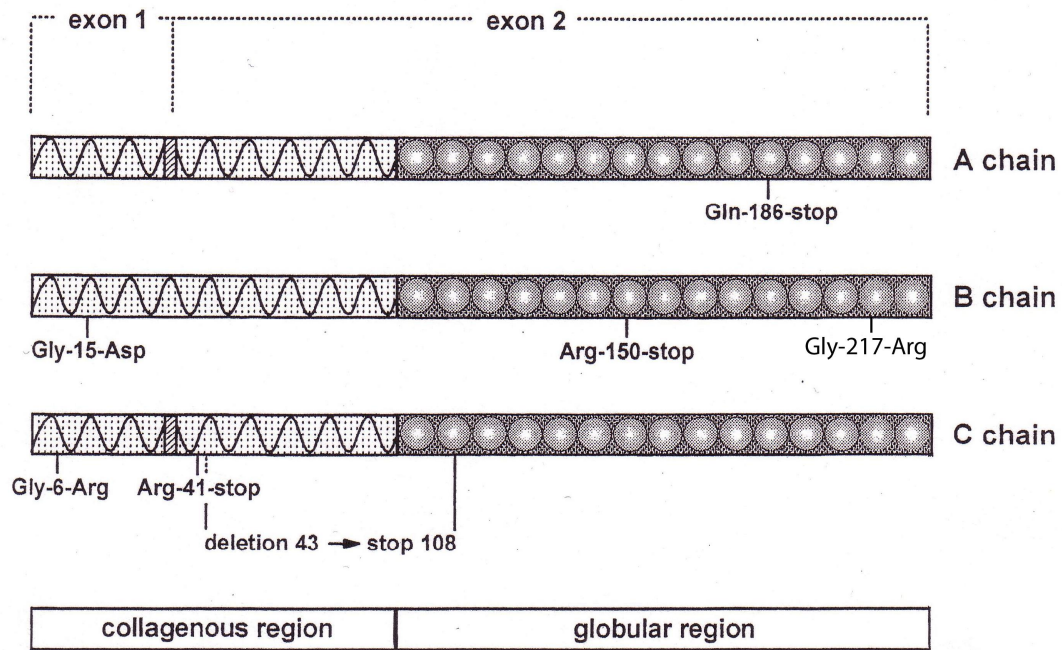 exon 1
exon 2
A chain
Gln-186-stop
B chain
Gly-15-Asp
Arg-150-stop
Gly-217-Arg
C chain
Gly-6-Arg
Arg-41-stop
deletion 43 → stop 108
collagenous region
globular region